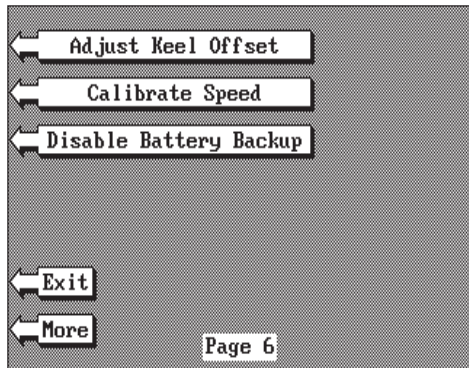 Adjust Keel Offset
Calibrate Speed
Disable Battery Backup
Exit
More
Page 6